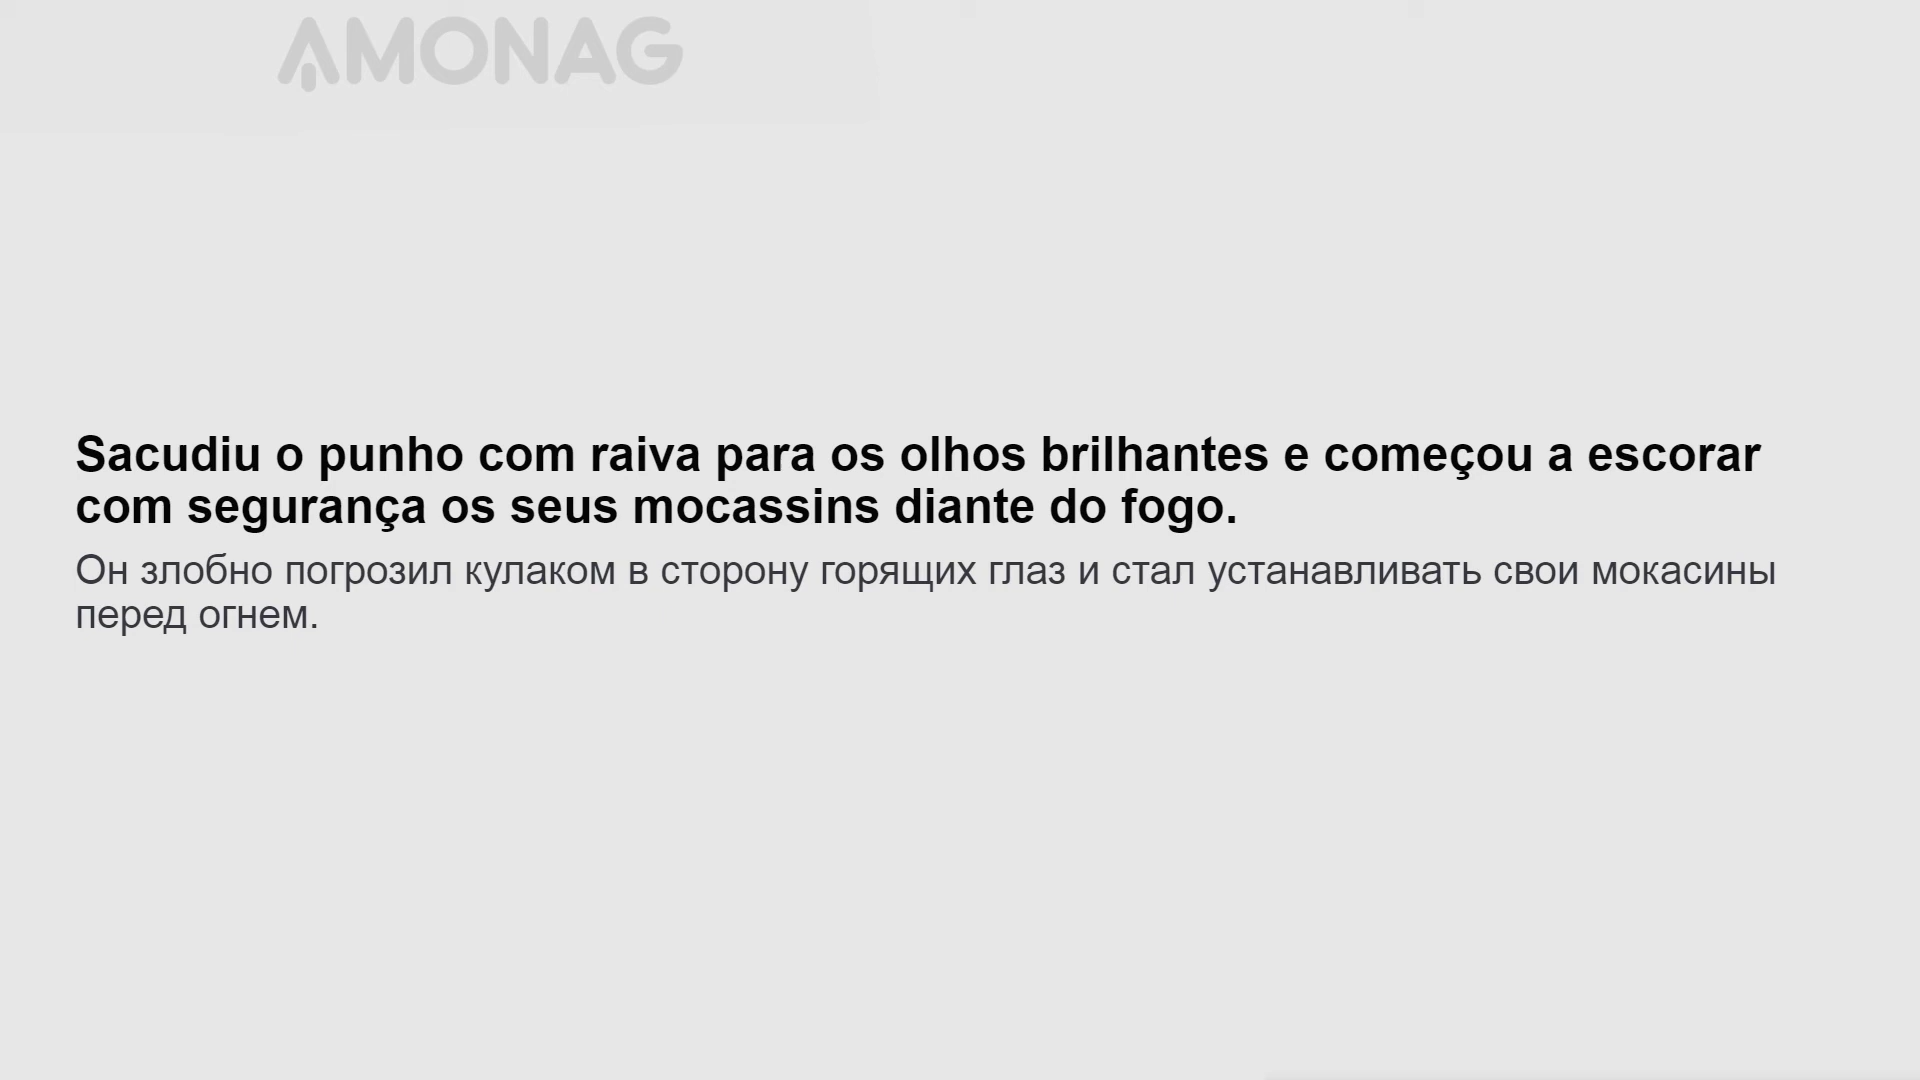 AMONAG
Sacudiu o punho com raiva para os olhos brilhantes e começou a escorar
com segurança os seus mocassins diante do fogo.
Он злобно погрозил кулаком в сторону горящих глаз и стал устанавливать свои мокасины
перед огнем.